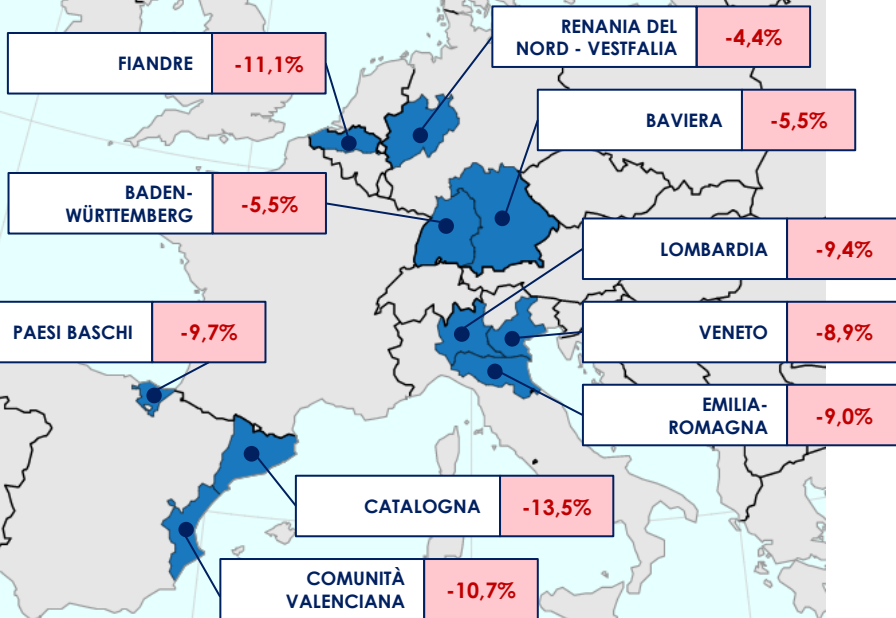 RENANIA DEL
NORD - VESTFALIA
-4,4%
FIANDRE
-11,1%
BAVIERA
-5,5%
BADEN-
WÜRTTEMBERG
-5,5%
LOMBARDIA
-9,4%
PAESI BASCHI
-9,7%
VENETO
-8,9%
EMILIA-
ROMAGNA
-9,0%
CATALOGNA
-13,5%
COMUNITÀ
VALENCIANA
-10,7%